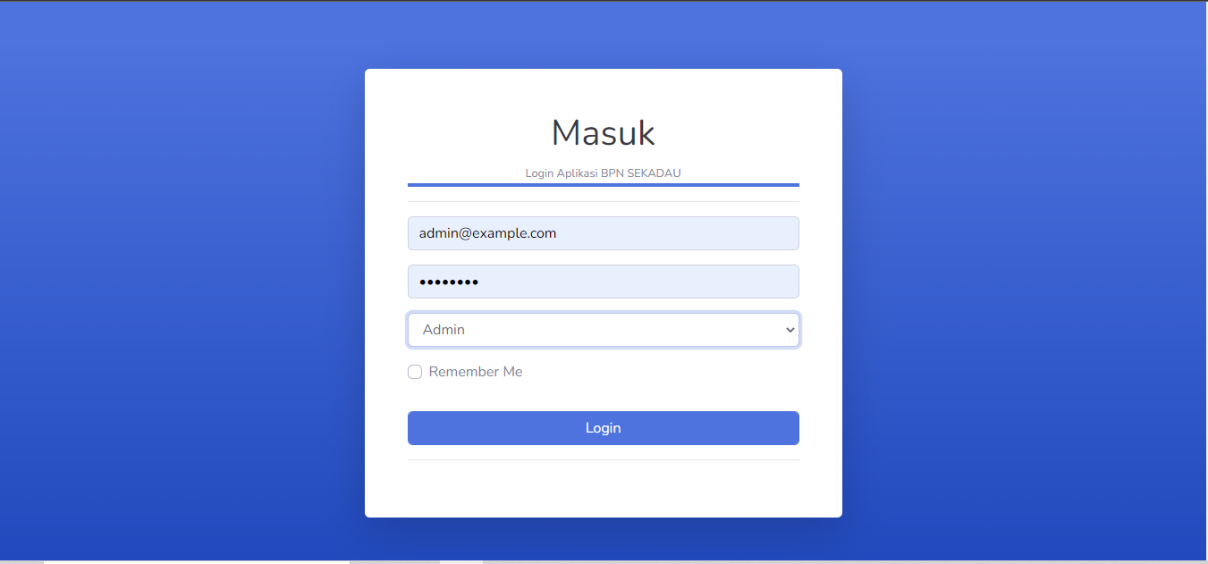 Masuk
Login Aplikasi BPN SEKADAU
admin@example.com
••••••••
Admin
Remember Me
Login